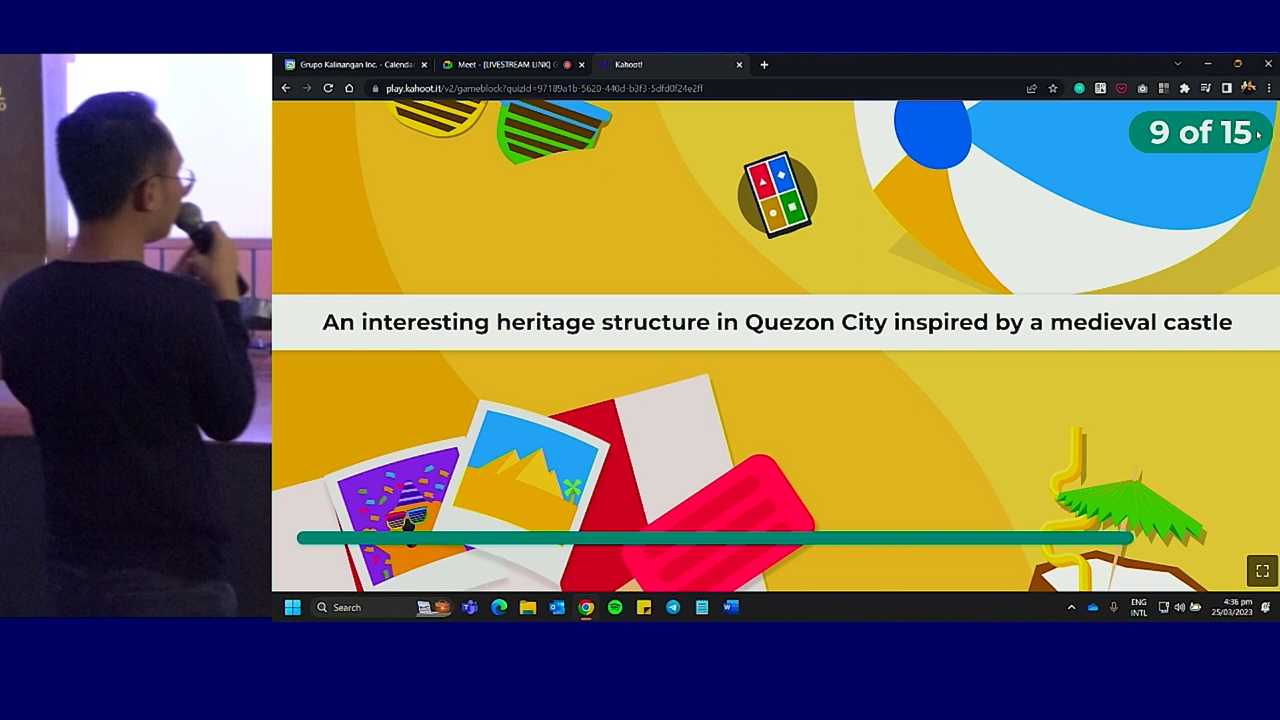 Grupo Kalinangan Inc. - Calenda
Meet - [LIVESTREAM LINK]
Kahoot!
play.kahoot.it/v2/gameblock?quizId=97189a1b-5620-440d-b3f3-5dfd0f24e2ff
9 of 15
An interesting heritage structure in Quezon City inspired by a medieval castle
Search
ENG
INTL
4:36 pm
25/03/2023